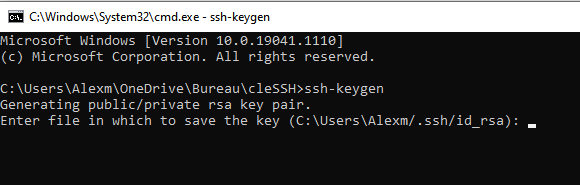 C:\Windows\System32\cmd.exe - ssh-keygen
Microsoft Windows [Version 10.0.19041.1110]
(c) Microsoft Corporation. All rights reserved.
C:\Users\Alexm\OneDrive\Bureau\cleSSH>ssh-keygen
Generating public/private rsa key pair.
Enter file in which to save the key (C:\Users\Alexm/.ssh/id_rsa):